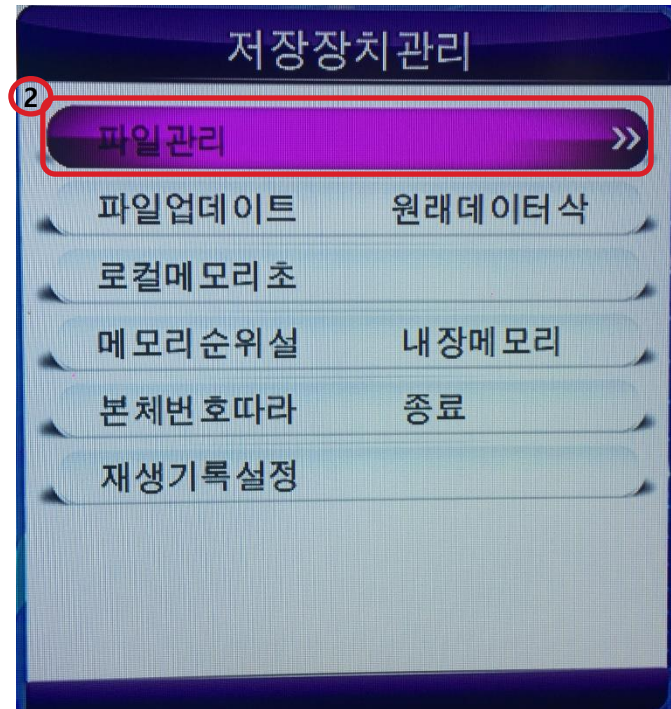 저장장치관리
2
파일관리 »
파일업데이트 원래데이터삭
로컬메모리초
메모리순위설 내장메모리
본체번호따라 종료
재생기록설정